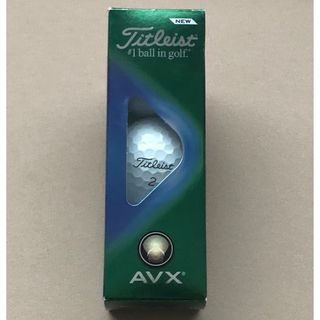 NEW
Titleist®
#1 ball in golf.®
Titleist
2
AVX®